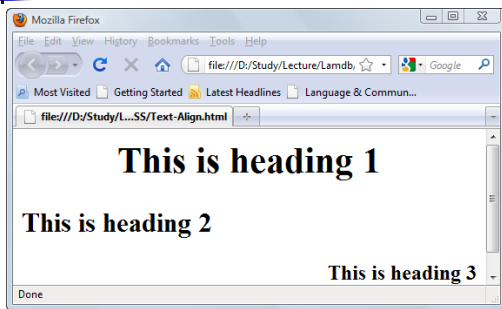 Mozilla Firefox
File Edit View History Bookmarks Tools Help
file:///D:/Study/Lecture/Lamdb/ Google
Most Visited Getting Started Latest Headlines Language & Commun...
file:///D:/Study/L...SS/Text-Align.html
This is heading 1
This is heading 2
This is heading 3
Done